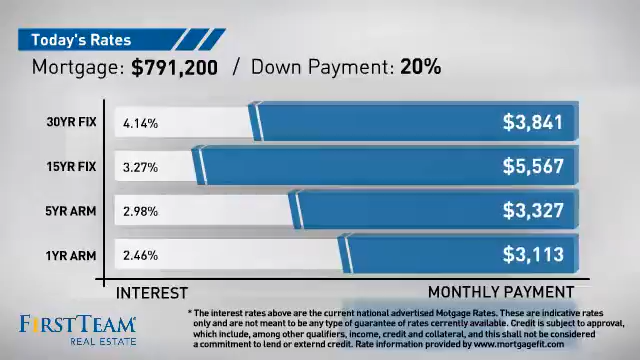 Today's Rates
Mortgage: $791,200 / Down Payment: 20%
30YR FIX 4.14% $3,841
15YR FIX 3.27% $5,567
5YR ARM 2.98% $3,327
1YR ARM 2.46% $3,113
INTEREST MONTHLY PAYMENT
* The interest rates above are the current national advertised Motgage Rates. These are indicative rates
only and are not meant to be any type of guarantee of rates cerrently available. Credit is subject to approval,
which include, among other qualifiers, income, credit and collateral, and this shall not be considered
a commitment to lend or externd credit. Rate information provided by www.mortgagefit.com
FIRSTTEAM®
REAL ESTATE